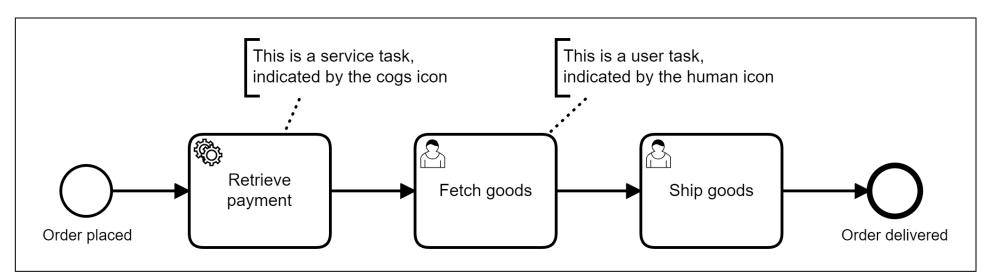 This is a service task,
indicated by the cogs icon
This is a user task,
indicated by the human icon
Retrieve
payment
Fetch goods
Ship goods
Order placed
Order delivered